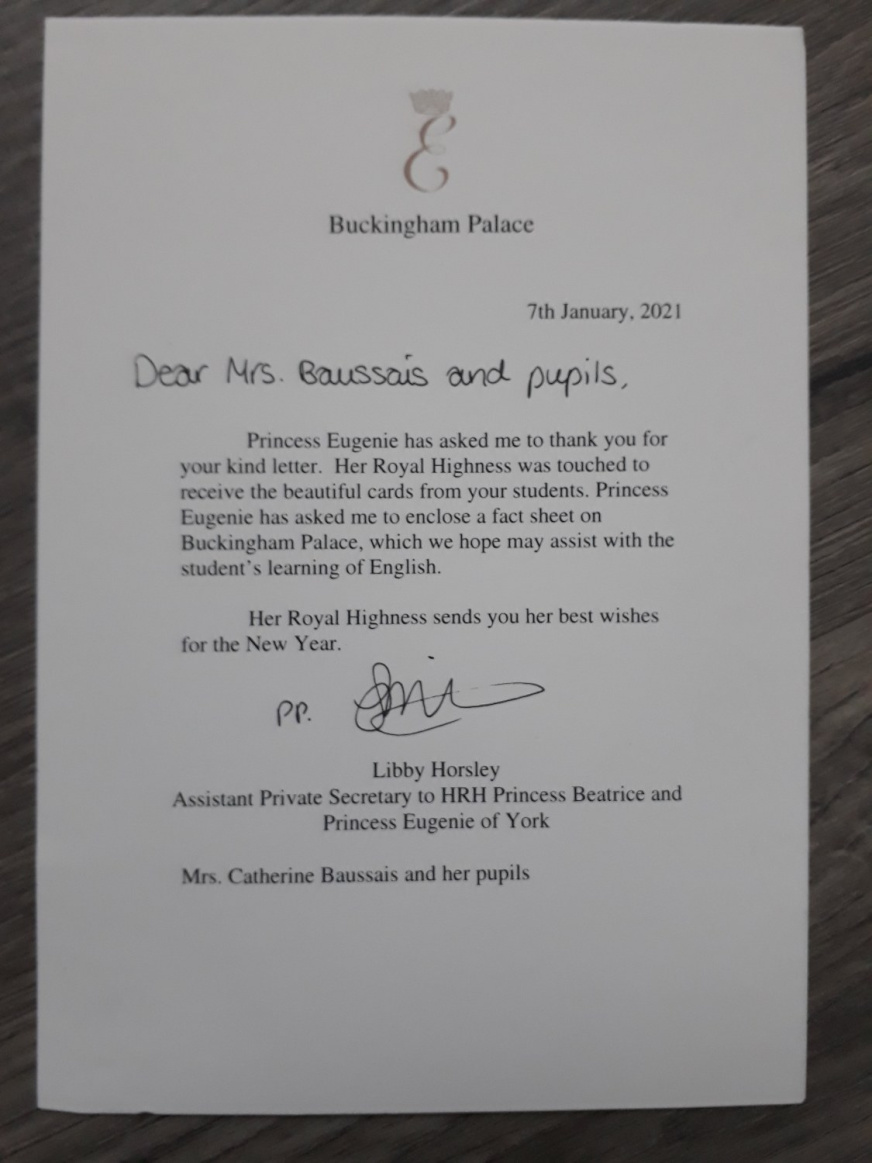 E
Buckingham Palace
7th January, 2021
Dear Mrs. Baussais and pupils,
Princess Eugenie has asked me to thank you for
your kind letter. Her Royal Highness was touched to
receive the beautiful cards from your students. Princess
Eugenie has asked me to enclose a fact sheet on
Buckingham Palace, which we hope may assist with the
student's learning of English.
Her Royal Highness sends you her best wishes
for the New Year.
PP.
Libby Horsley
Assistant Private Secretary to HRH Princess Beatrice and
Princess Eugenie of York
Mrs. Catherine Baussais and her pupils